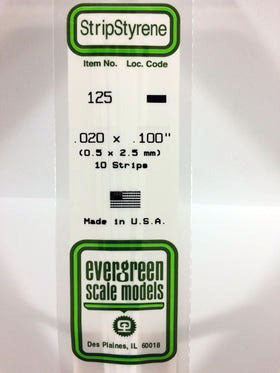 StripStyrene
Item No. Loc. Code
125
.020 x .100"
(0.5 x 2.5 mm)
10 Strips
Made in U.S.A.
evergreen
scale models
Des Plaines, IL 60018